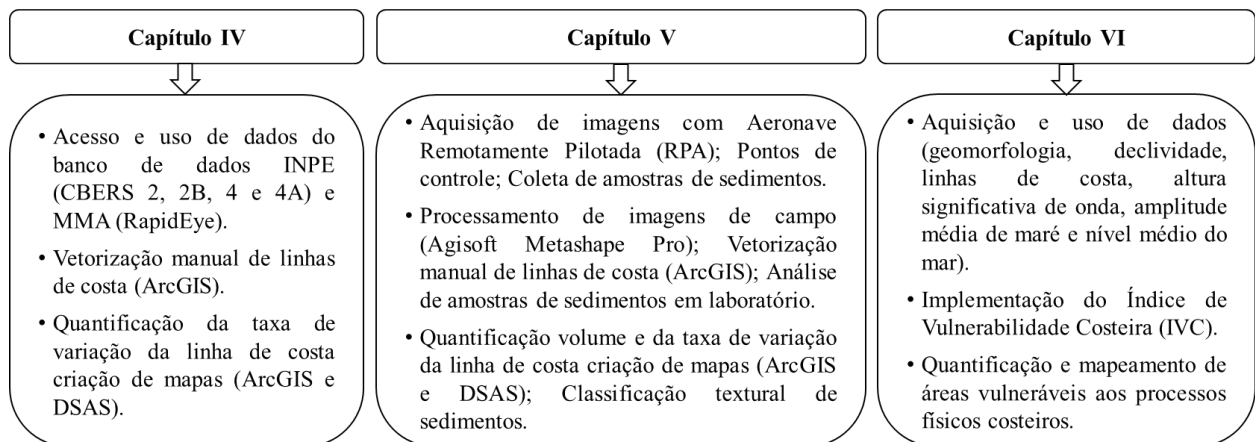 Capítulo IV
• Acesso e uso de dados do
banco de dados INPE
(CBERS 2, 2B, 4 e 4A) e
MMA (RapidEye).
• Vetorização manual de linhas
de costa (ArcGIS).
• Quantificação da taxa de
variação da linha de costa
criação de mapas (ArcGIS e
DSAS).
Capítulo V
• Aquisição de imagens com Aeronave
Remotamente Pilotada (RPA); Pontos de
controle; Coleta de amostras de sedimentos.
• Processamento de imagens de campo
(Agisoft Metashape Pro); Vetorização
manual de linhas de costa (ArcGIS); Análise
de amostras de sedimentos em laboratório.
• Quantificação volume e da taxa de variação
da linha de costa criação de mapas (ArcGIS
e DSAS); Classificação textural de
sedimentos.
Capítulo VI
• Aquisição e uso de dados
(geomorfologia, declividade,
linhas de costa, altura
significativa de onda, amplitude
média de maré e nível médio do
mar).
• Implementação do Índice de
Vulnerabilidade Costeira (IVC).
• Quantificação e mapeamento de
áreas vulneráveis aos processos
físicos costeiros.